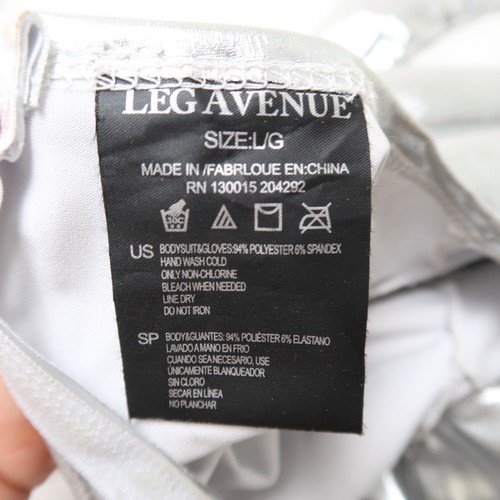 LEG AVENUE
SIZE:L/G
MADE IN /FABRLOUE EN:CHINA
RN 130015 204292
30C
US BODYSUIT&GLOVES:94% POLYESTER 6% SPANDEX
HAND WASH COLD
ONLY NON-CHLORINE
BLEACH WHEN NEEDED
LINE DRY
DO NOT IRON
SP BODY&GUANTES: 94% POLIÉSTER 6% ELASTANO
LAVADO A MANO EN FRIO
CUANDO SEA NECESARIO, USE
ÚNICAMENTE BLANQUEADOR
SIN CLORO
SECAR EN LÍNEA
NO PLANCHAR